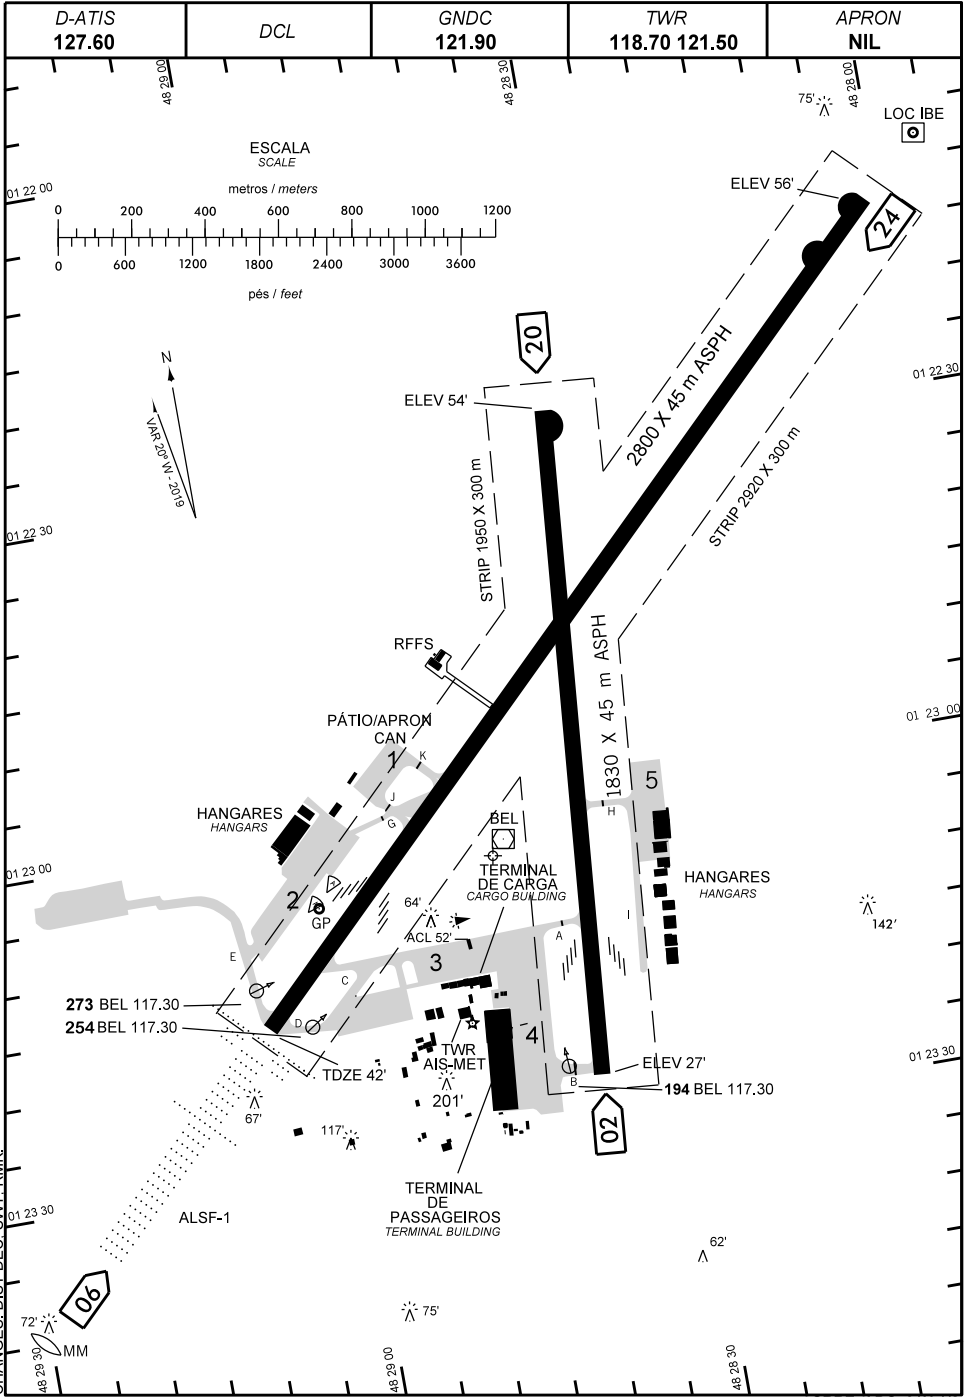 D-ATIS
127.60
DCL
GNDC
121.90
TWR
118.70 121.50
APRON
NIL
48 29 00
48 28 30
48 28 00
75'
LOC IBE
ESCALA
SCALE
metros / meters
0 200 400 600 800 1000 1200
0 600 1200 1800 2400 3000 3600
pés / feet
01 22 00
ELEV 56'
24
20
N
VAR 20° W - 2019
ELEV 54'
2800 X 45 m ASPH
01 22 30
STRIP 2920 X 300 m
STRIP 1950 X 300 m
01 22 30
RFFS
1830 X 45 m ASPH
PÁTIO/APRON
CAN
1
K
01 23 00
5
J
G
H
HANGARES
HANGARS
BEL
TERMINAL
DE CARGA
CARGO BUILDING
HANGARES
HANGARS
01 23 00
2
GP
64'
ACL 52'
A
I
142'
E
3
C
273 BEL 117.30
254 BEL 117.30
D
TDZE 42'
TWR
AIS-MET
4
ELEV 27'
01 23 30
B
194 BEL 117.30
67'
201'
117'
02
TERMINAL
DE
PASSAGEIROS
TERMINAL BUILDING
01 23 30
ALSF-1
62'
06
72'
75'
MM
48 29 30
48 29 00
48 28 30